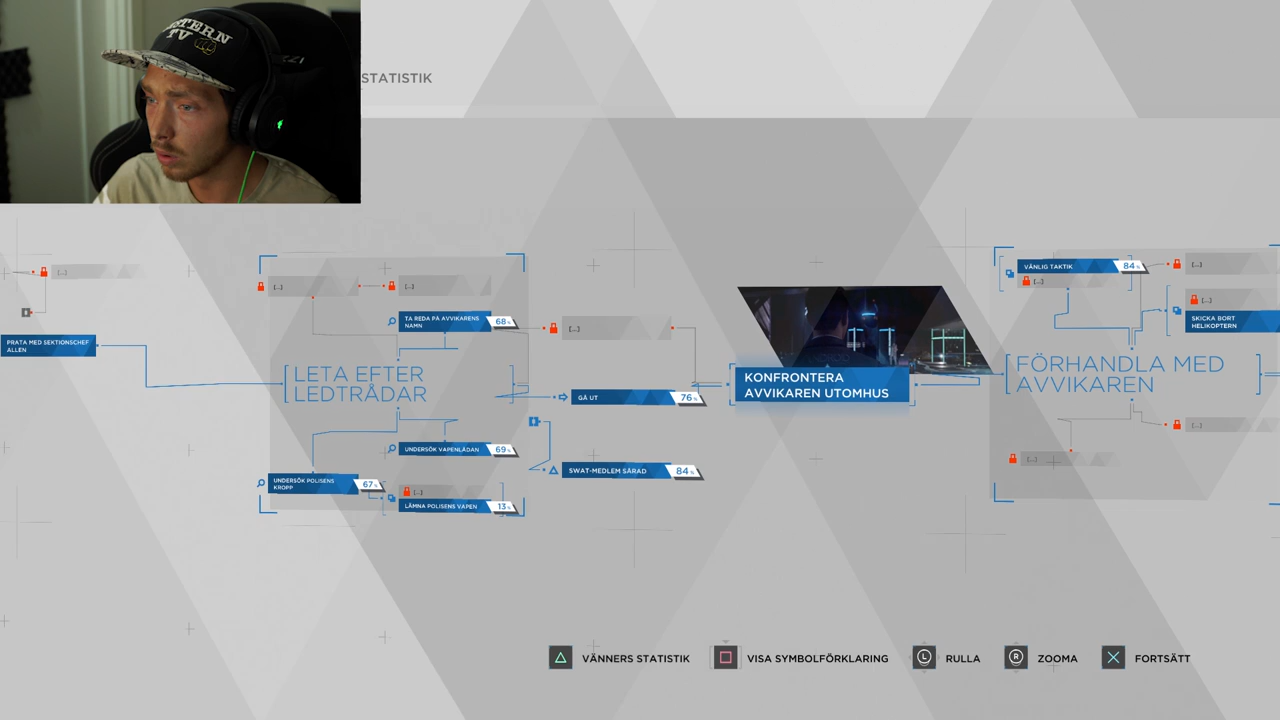 WESTERN
TV
STATISTIK
[...]
PRATA MED SEKTIONSCHEF
ALLEN
[...]
[...]
TA REDA PÅ AVVIKARENS
NAMN
68%
LETA EFTER
LEDTRÅDAR
UNDERSÖK VAPENLÅDAN
69%
UNDERSÖK POLISENS
KROPP
67%
[...]
LÄMNA POLISENS VAPEN
13%
[...]
GÅ UT
76%
SWAT-MEDLEM SÅRAD
84%
KONFRONTERA
AVVIKAREN UTOMHUS
VÄNLIG TAKTIK
84%
[...]
[...]
[...]
SKICKA BORT
HELIKOPTERN
FÖRHANDLA MED
AVVIKAREN
[...]
[...]
VÄNNERS STATISTIK
VISA SYMBOLFÖRKLARING
L
RULLA
R
ZOOMA
FORTSÄTT